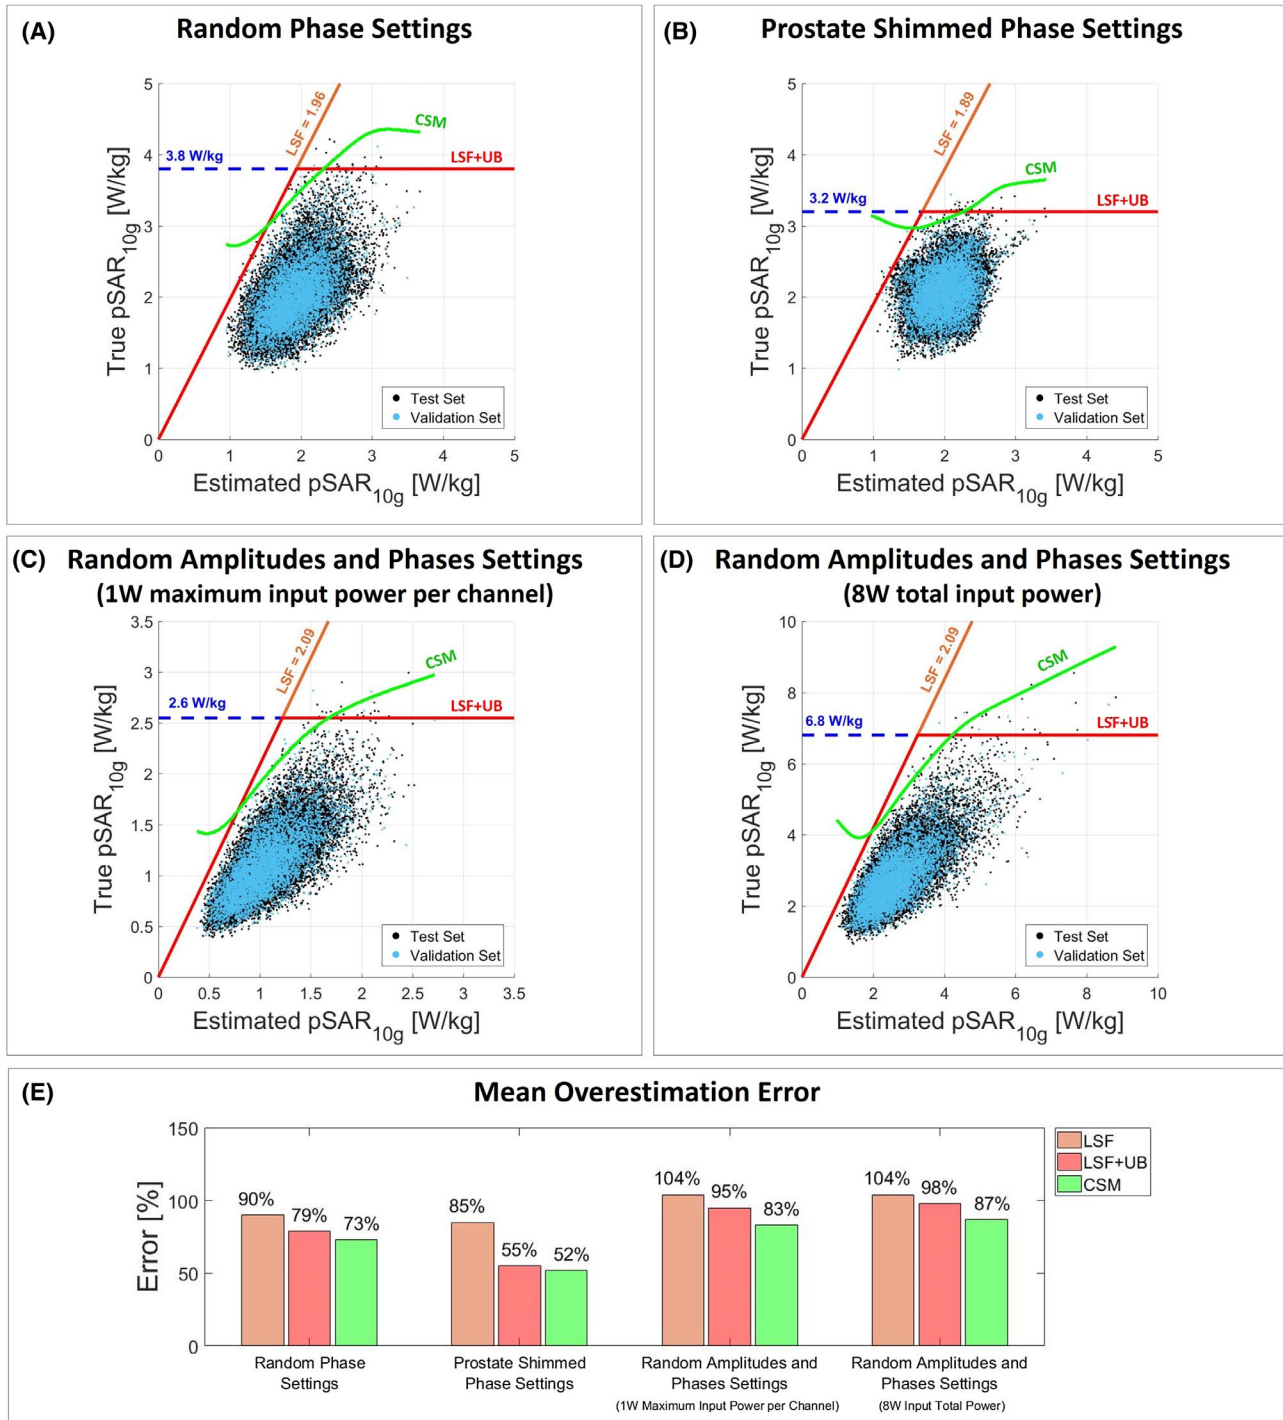 (A)
Random Phase Settings
5
4
3
2
1
0
0
1
2
3
4
5
True pSAR10g [W/kg]
Estimated pSAR10g [W/kg]
3.8 W/kg
LSF = 1.96
CSM
LSF+UB
Test Set
Validation Set
(B)
Prostate Shimmed Phase Settings
5
4
3
2
1
0
0
1
2
3
4
5
True pSAR10g [W/kg]
Estimated pSAR10g [W/kg]
3.2 W/kg
LSF = 1.89
CSM
LSF+UB
Test Set
Validation Set
(C)
Random Amplitudes and Phases Settings
(1W maximum input power per channel)
3.5
3
2.5
2
1.5
1
0.5
0
0
0.5
1
1.5
2
2.5
3
3.5
True pSAR10g [W/kg]
Estimated pSAR10g [W/kg]
2.6 W/kg
LSF = 2.09
CSM
LSF+UB
Test Set
Validation Set
(D)
Random Amplitudes and Phases Settings
(8W total input power)
10
8
6
4
2
0
0
2
4
6
8
10
True pSAR10g [W/kg]
Estimated pSAR10g [W/kg]
6.8 W/kg
LSF = 2.09
CSM
LSF+UB
Test Set
Validation Set
(E)
Mean Overestimation Error
150
100
50
0
Error [%]
90%
79%
73%
85%
55%
52%
104%
95%
83%
104%
98%
87%
LSF
LSF+UB
CSM
Random Phase
Settings
Prostate Shimmed
Phase Settings
Random Amplitudes and
Phases Settings
(1W Maximum Input Power per Channel)
Random Amplitudes and
Phases Settings
(8W Input Total Power)